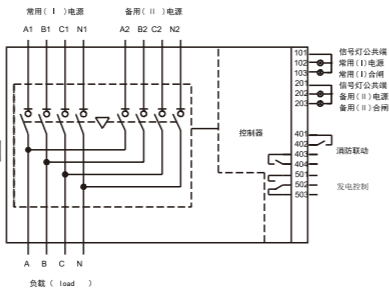 常用( Ⅰ )电源 备用( Ⅱ )电源
A1 B1 C1 N1 A2 B2 C2 N2
101 信号灯公共端
102 常用(Ⅰ)电源
103 常用(Ⅰ)合闸
201 信号灯公共端
202 备用(Ⅱ)电源
203 备用(Ⅱ)合闸
控制器
401
402 消防联动
403
404
501
502 发电控制
503
A B C N
负载( load )